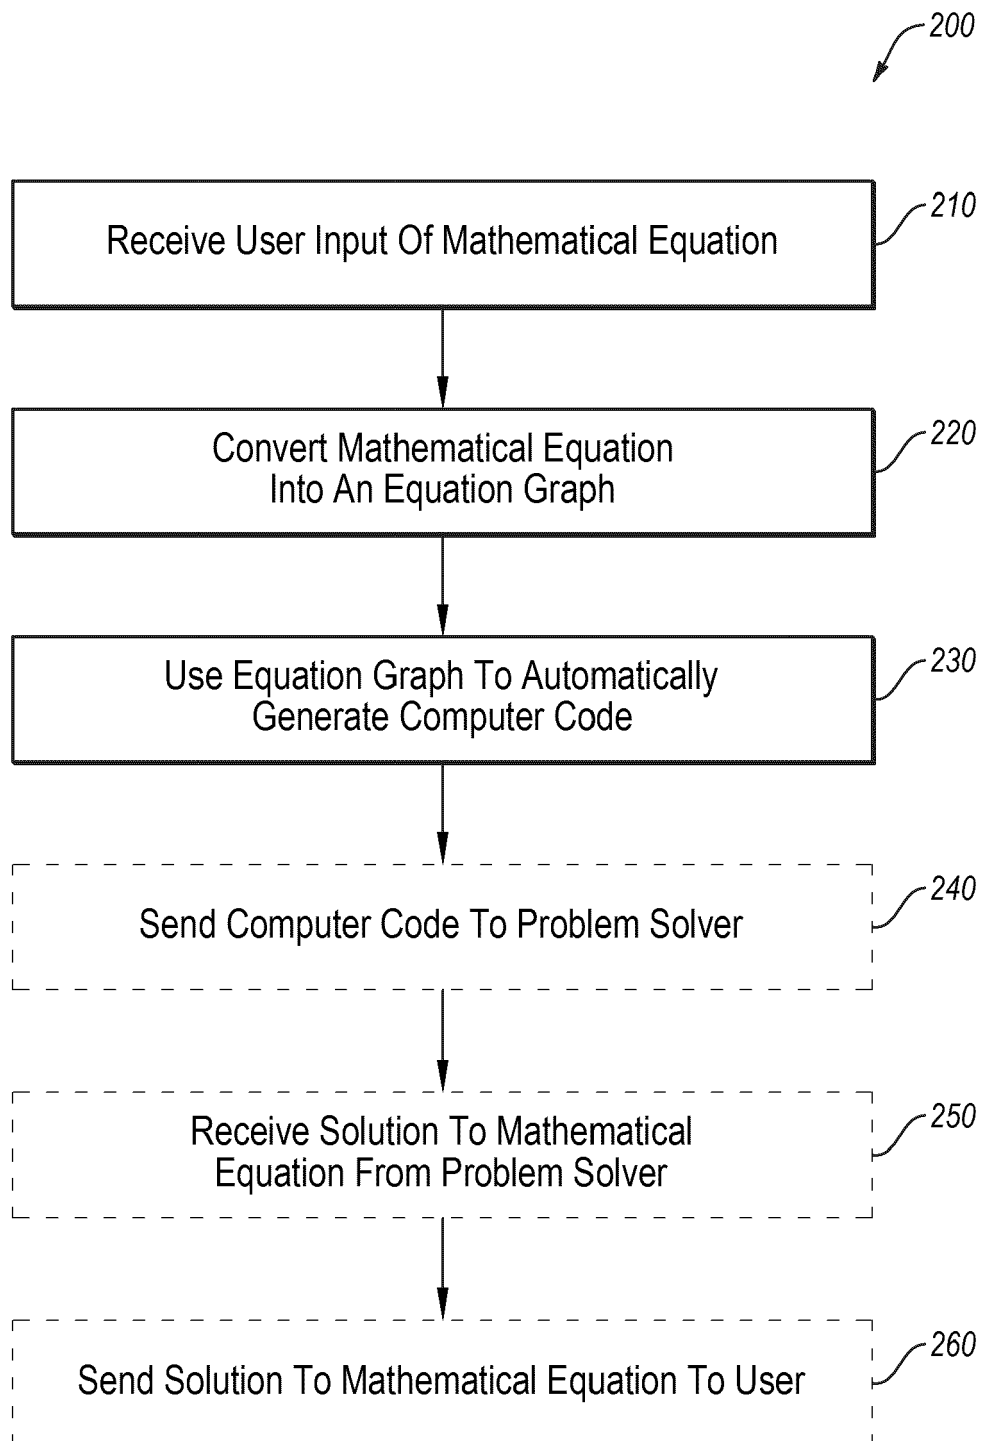 200
Receive User Input Of Mathematical Equation
210
Convert Mathematical Equation
Into An Equation Graph
220
Use Equation Graph To Automatically
Generate Computer Code
230
Send Computer Code To Problem Solver
240
Receive Solution To Mathematical
Equation From Problem Solver
250
Send Solution To Mathematical Equation To User
260